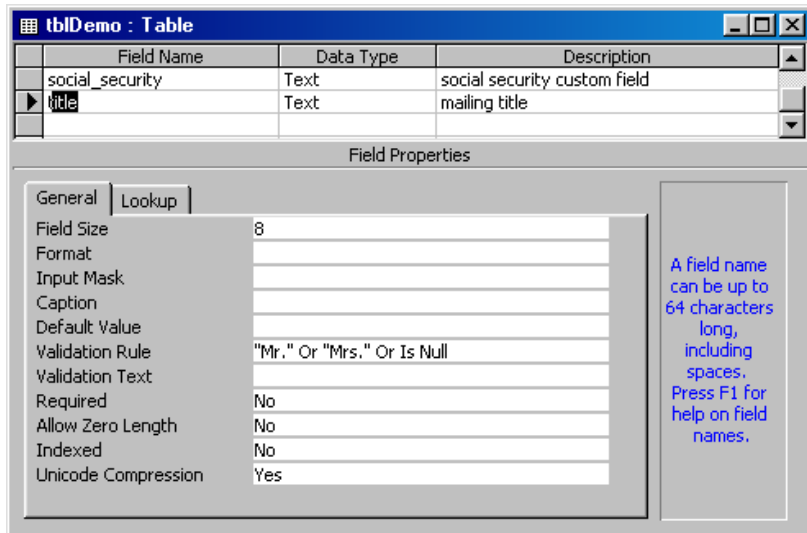 tblDemo : Table
Field Name Data Type Description
social_security Text social security custom field
title Text mailing title
Field Properties
General Lookup
Field Size 8
Format
Input Mask
Caption
Default Value
Validation Rule "Mr." Or "Mrs." Or Is Null
Validation Text
Required No
Allow Zero Length No
Indexed No
Unicode Compression Yes
A field name
can be up to
64 characters
long,
including
spaces.
Press F1 for
help on field
names.